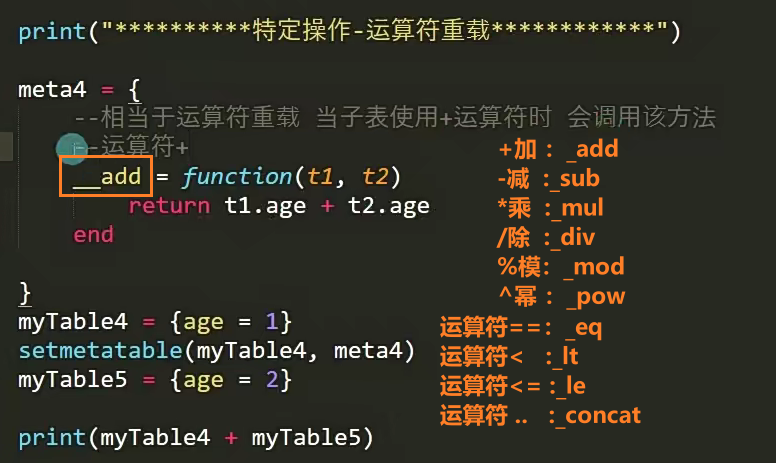 print("**********特定操作-运算符重载************")
meta4 = {
--相当于运算符重载 当子表使用+运算符时 会调用该方法
--运算符+
__add = function(t1, t2)
return t1.age + t2.age
end
}
myTable4 = {age = 1}
setmetatable(myTable4, meta4)
myTable5 = {age = 2}
print(myTable4 + myTable5)
+加 : _add
-减 :_sub
*乘 :_mul
/除 :_div
%模: _mod
^幂 : _pow
运算符==: _eq
运算符< :_lt
运算符<= :_le
运算符 .. :_concat